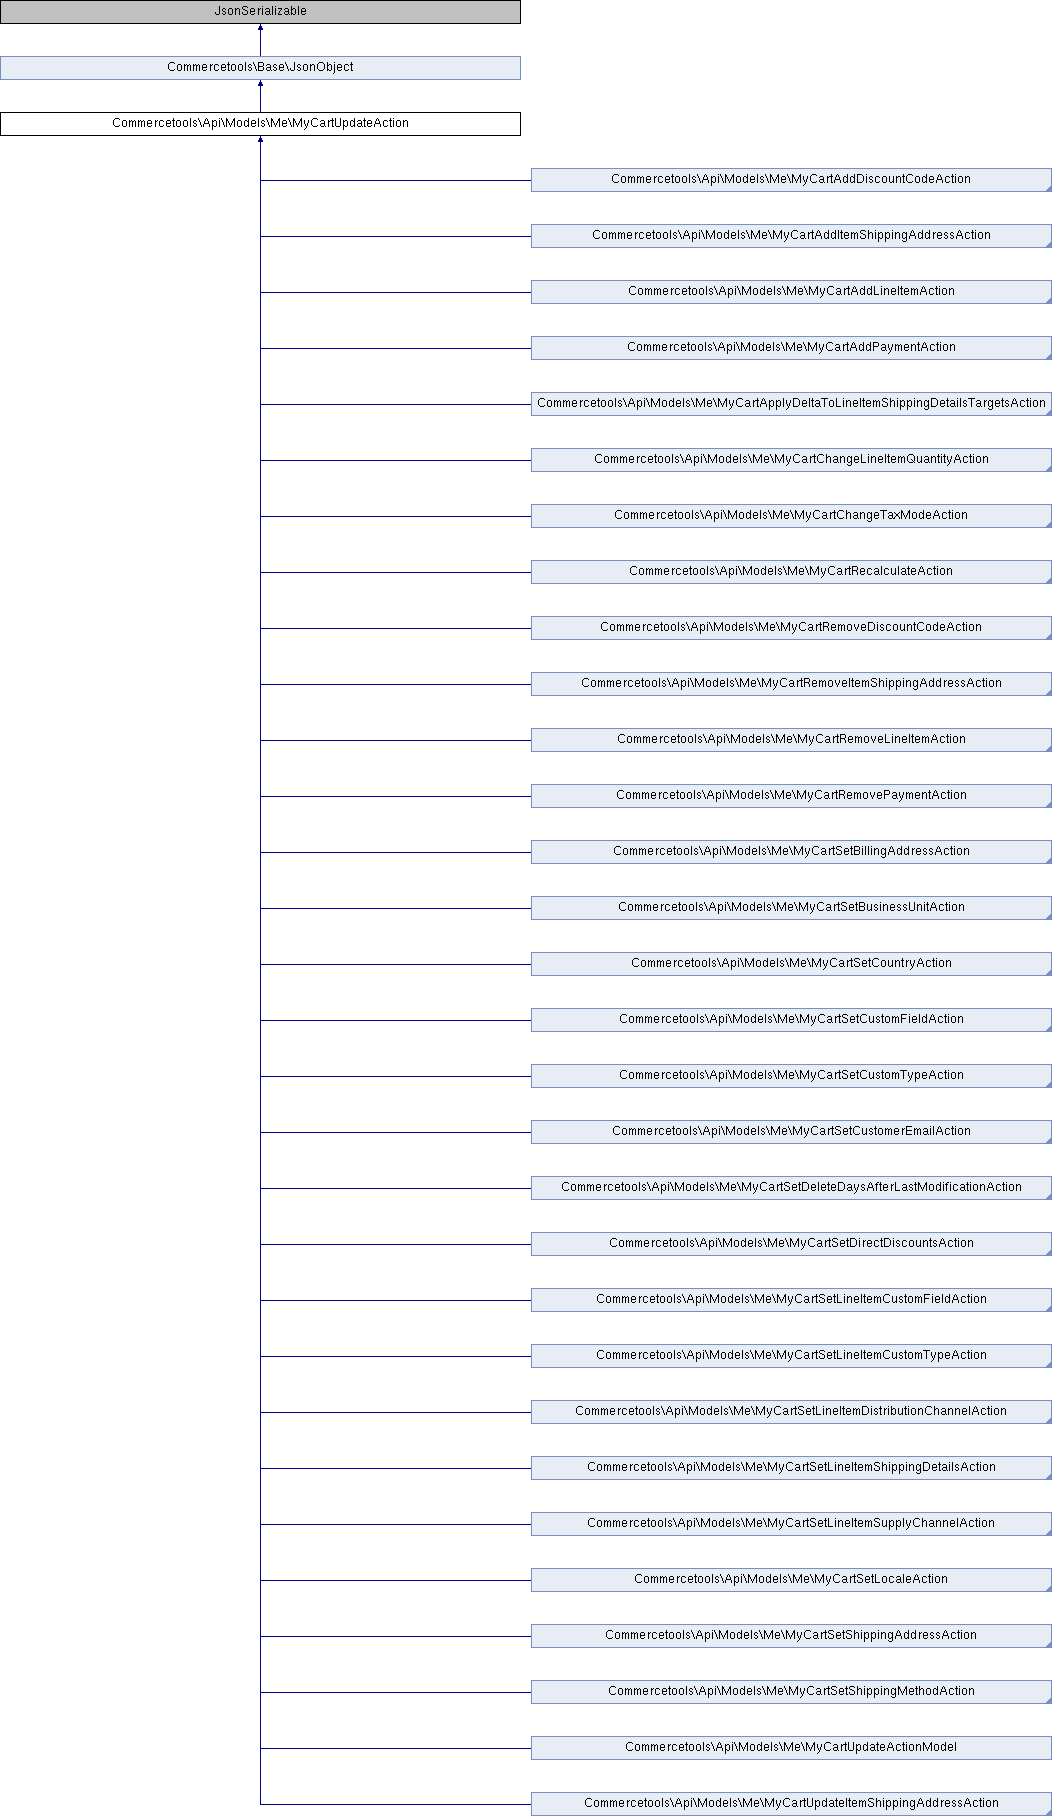 JsonSerializable
Commercetools\Base\JsonObject
Commercetools\Api\Models\Me\MyCartUpdateAction
Commercetools\Api\Models\Me\MyCartAddDiscountCodeAction
Commercetools\Api\Models\Me\MyCartAddItemShippingAddressAction
Commercetools\Api\Models\Me\MyCartAddLineItemAction
Commercetools\Api\Models\Me\MyCartAddPaymentAction
Commercetools\Api\Models\Me\MyCartApplyDeltaToLineItemShippingDetailsTargetsAction
Commercetools\Api\Models\Me\MyCartChangeLineItemQuantityAction
Commercetools\Api\Models\Me\MyCartChangeTaxModeAction
Commercetools\Api\Models\Me\MyCartRecalculateAction
Commercetools\Api\Models\Me\MyCartRemoveDiscountCodeAction
Commercetools\Api\Models\Me\MyCartRemoveItemShippingAddressAction
Commercetools\Api\Models\Me\MyCartRemoveLineItemAction
Commercetools\Api\Models\Me\MyCartRemovePaymentAction
Commercetools\Api\Models\Me\MyCartSetBillingAddressAction
Commercetools\Api\Models\Me\MyCartSetBusinessUnitAction
Commercetools\Api\Models\Me\MyCartSetCountryAction
Commercetools\Api\Models\Me\MyCartSetCustomFieldAction
Commercetools\Api\Models\Me\MyCartSetCustomTypeAction
Commercetools\Api\Models\Me\MyCartSetCustomerEmailAction
Commercetools\Api\Models\Me\MyCartSetDeleteDaysAfterLastModificationAction
Commercetools\Api\Models\Me\MyCartSetDirectDiscountsAction
Commercetools\Api\Models\Me\MyCartSetLineItemCustomFieldAction
Commercetools\Api\Models\Me\MyCartSetLineItemCustomTypeAction
Commercetools\Api\Models\Me\MyCartSetLineItemDistributionChannelAction
Commercetools\Api\Models\Me\MyCartSetLineItemShippingDetailsAction
Commercetools\Api\Models\Me\MyCartSetLineItemSupplyChannelAction
Commercetools\Api\Models\Me\MyCartSetLocaleAction
Commercetools\Api\Models\Me\MyCartSetShippingAddressAction
Commercetools\Api\Models\Me\MyCartSetShippingMethodAction
Commercetools\Api\Models\Me\MyCartUpdateActionModel
Commercetools\Api\Models\Me\MyCartUpdateItemShippingAddressAction